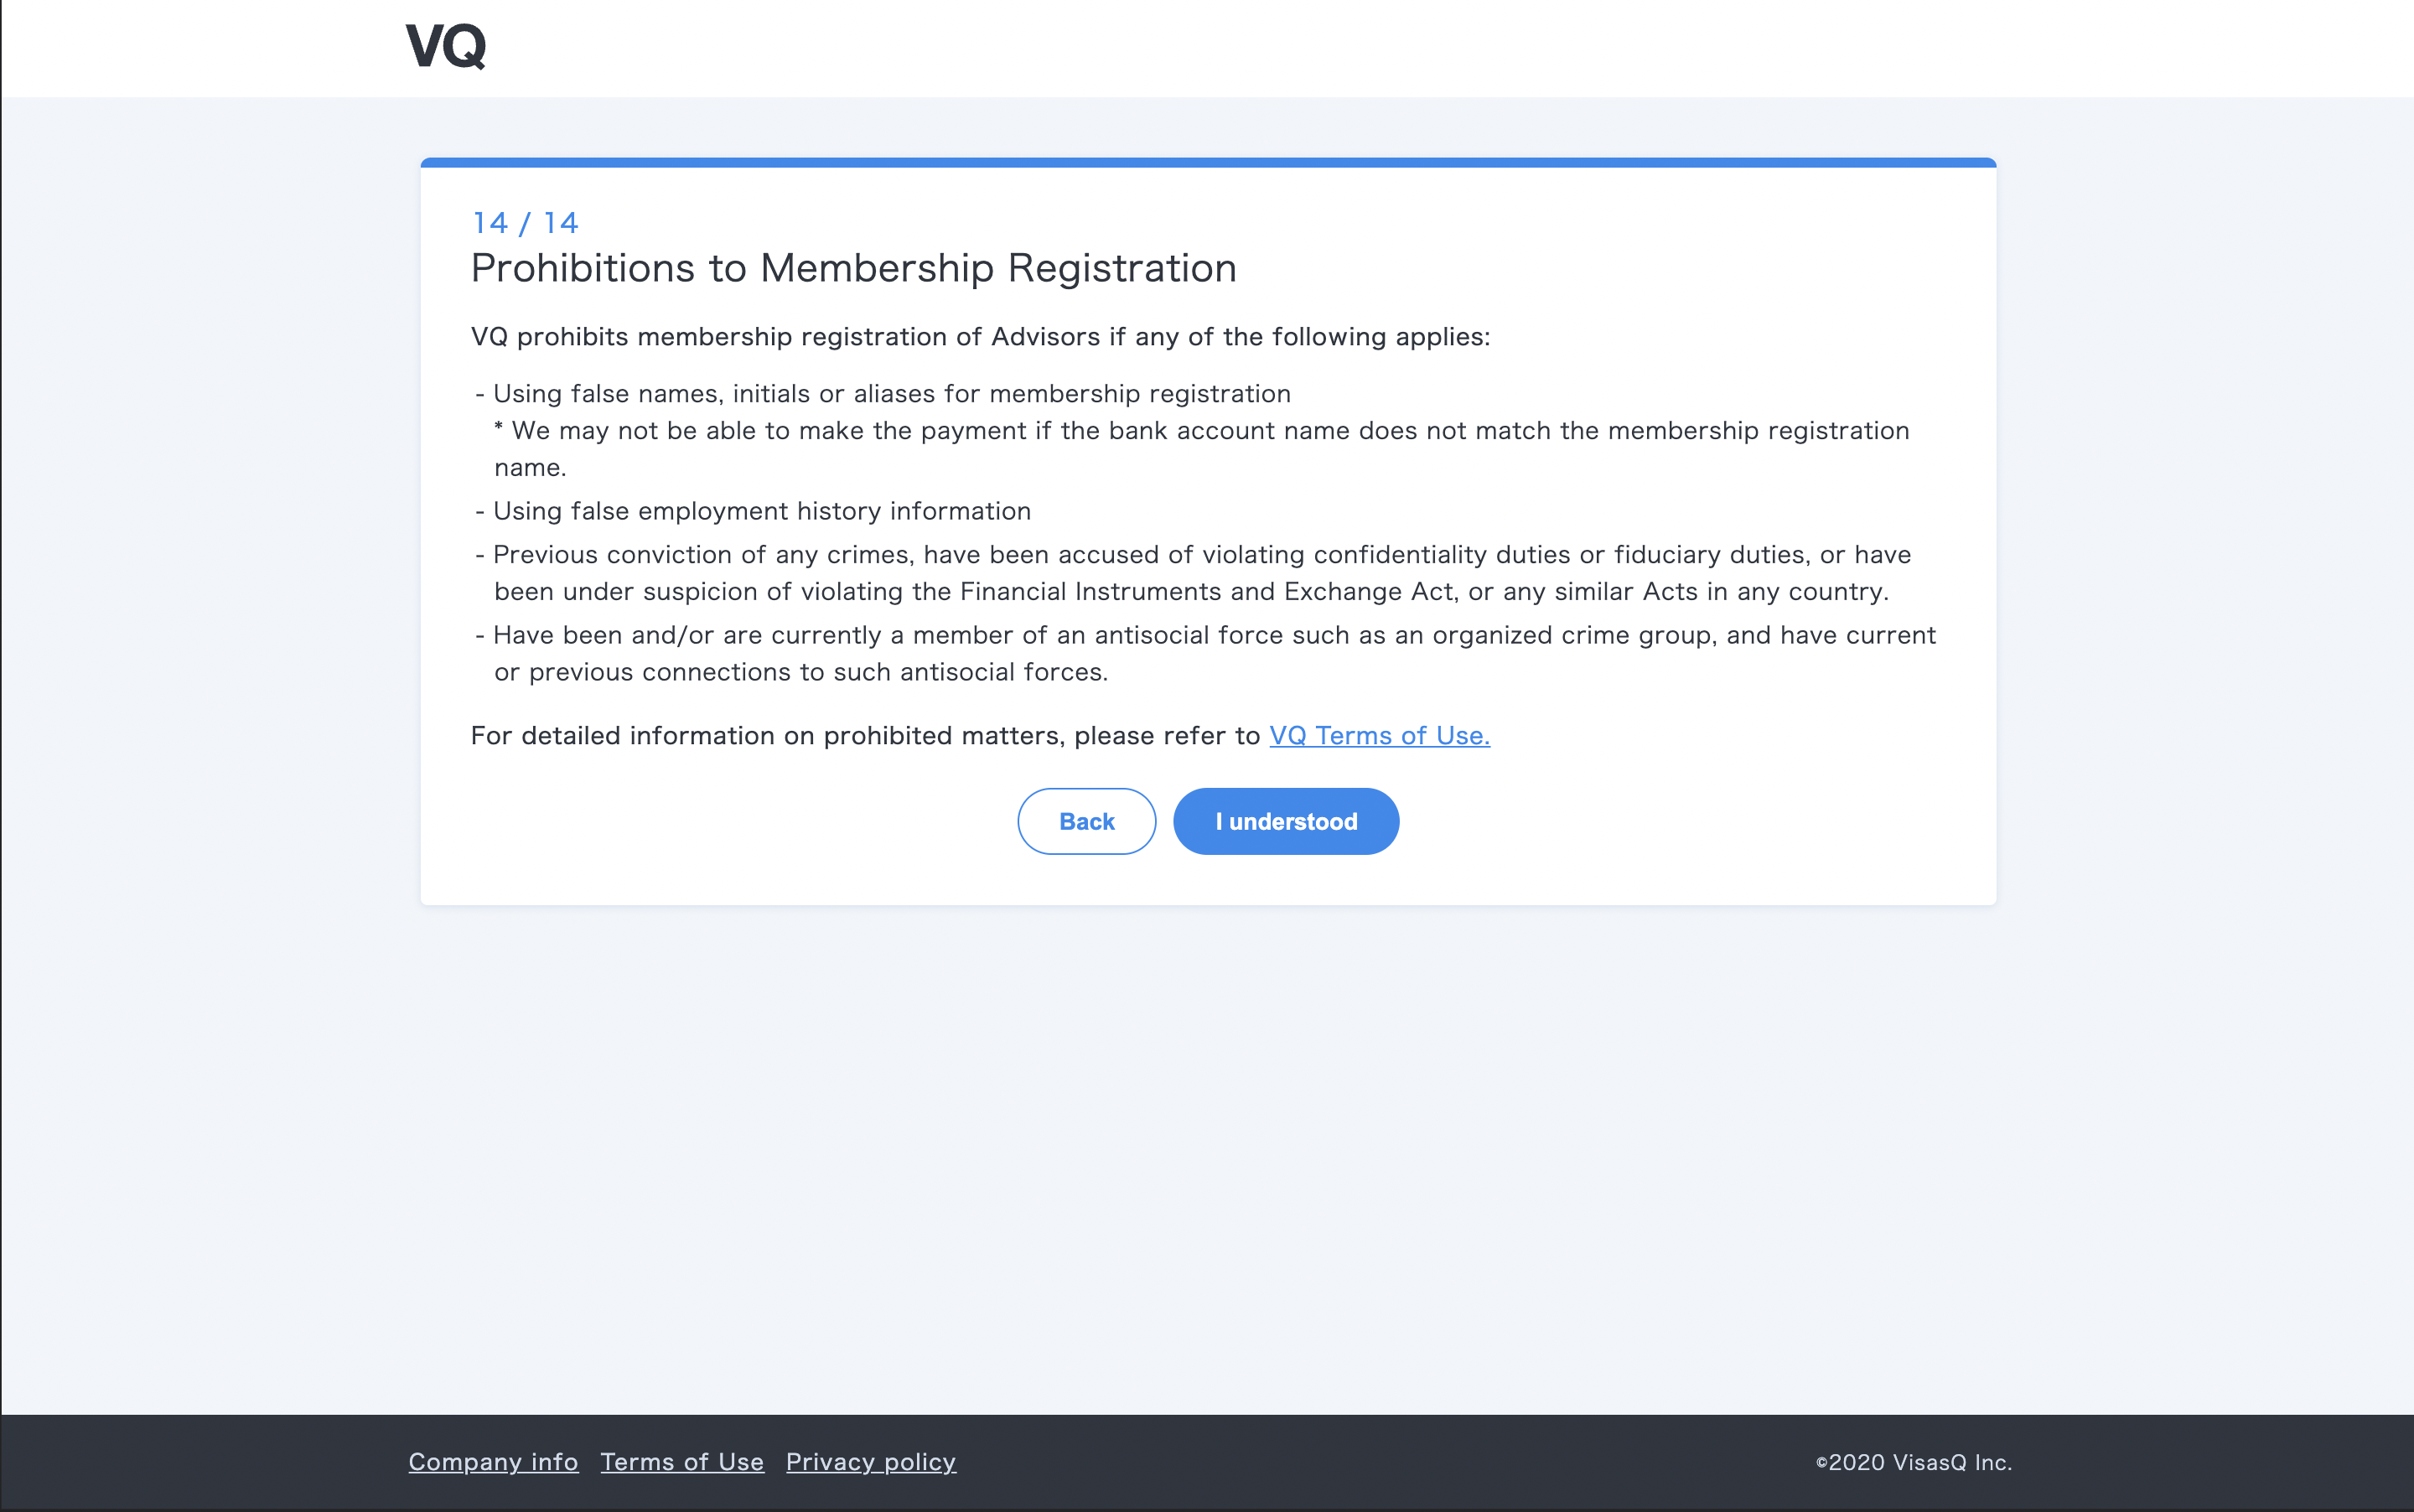 VQ
14 / 14
Prohibitions to Membership Registration
VQ prohibits membership registration of Advisors if any of the following applies:
- Using false names, initials or aliases for membership registration
* We may not be able to make the payment if the bank account name does not match the membership registration
name.
- Using false employment history information
- Previous conviction of any crimes, have been accused of violating confidentiality duties or fiduciary duties, or have
been under suspicion of violating the Financial Instruments and Exchange Act, or any similar Acts in any country.
- Have been and/or are currently a member of an antisocial force such as an organized crime group, and have current
or previous connections to such antisocial forces.
For detailed information on prohibited matters, please refer to VQ Terms of Use.
Back I understood
Company info Terms of Use Privacy policy ©2020 VisasQ Inc.